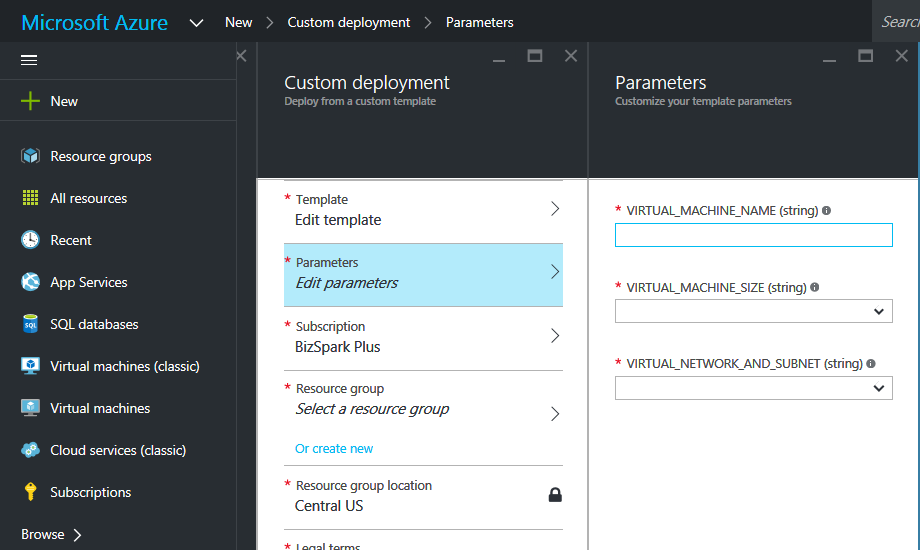 Microsoft Azure
New
Custom deployment
Parameters
Searc
New
Resource groups
All resources
Recent
App Services
SQL
SQL databases
Virtual machines (classic)
Virtual machines
Cloud services (classic)
Subscriptions
Browse
Custom deployment
Deploy from a custom template
* Template
Edit template
* Parameters
Edit parameters
* Subscription
BizSpark Plus
* Resource group
Select a resource group
Or create new
* Resource group location
Central US
* Legal terms
Parameters
Customize your template parameters
* VIRTUAL_MACHINE_NAME (string)
* VIRTUAL_MACHINE_SIZE (string)
* VIRTUAL_NETWORK_AND_SUBNET (string)